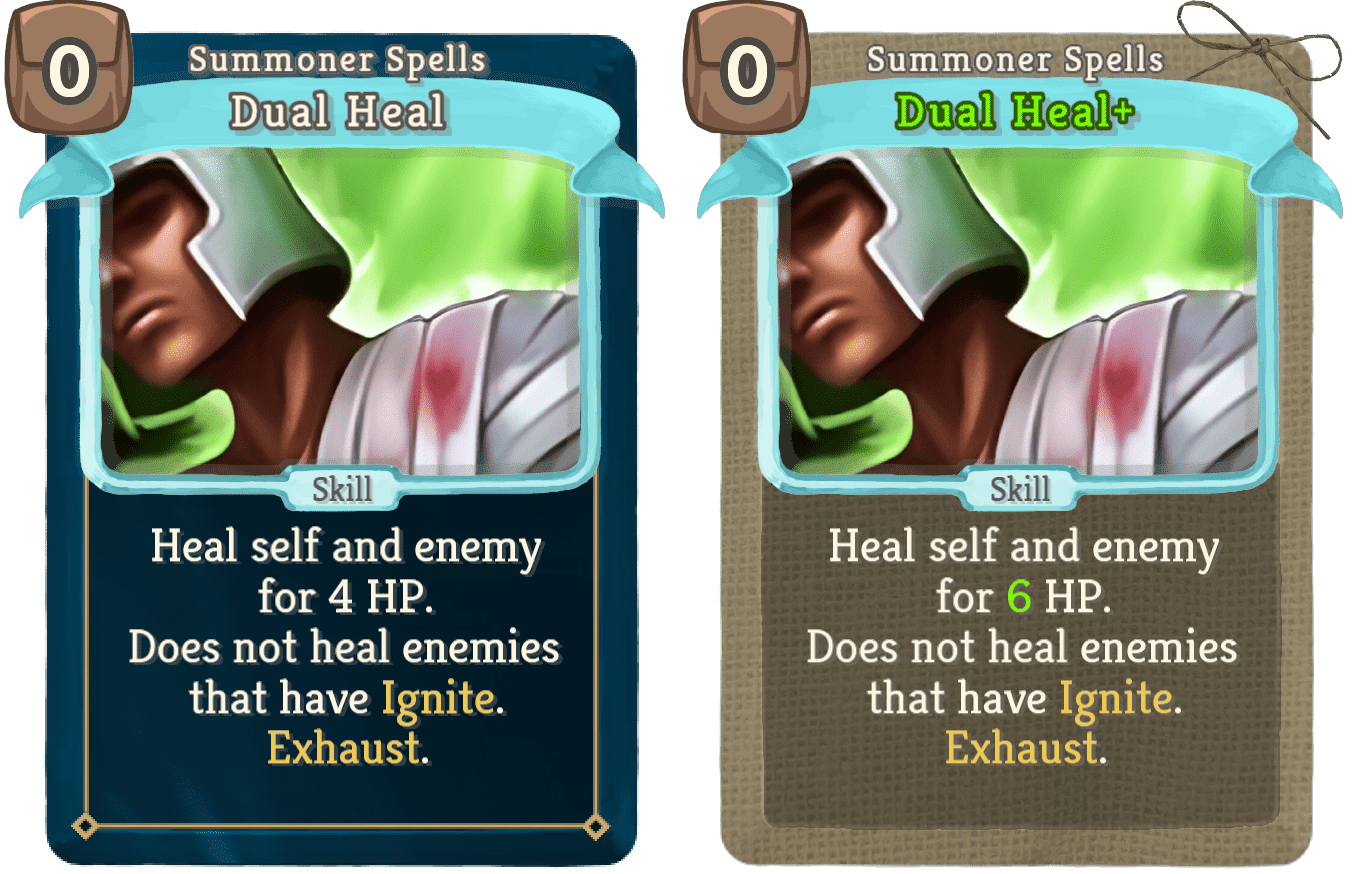 0
Summoner Spells
Dual Heal
Skill
Heal self and enemy
for 4 HP.
Does not heal enemies
that have Ignite.
Exhaust.
0
Summoner Spells
Dual Heal+
Skill
Heal self and enemy
for 6 HP.
Does not heal enemies
that have Ignite.
Exhaust.